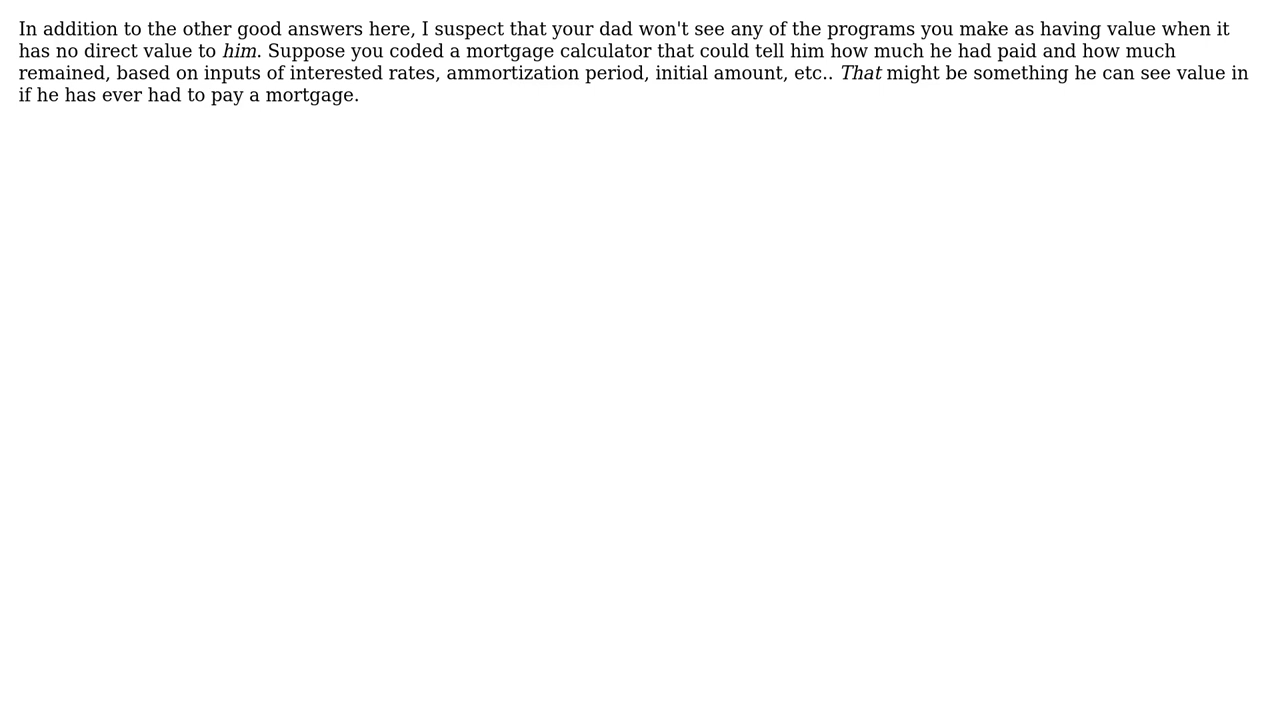 In addition to the other good answers here, I suspect that your dad won't see any of the programs you make as having value when it
has no direct value to him. Suppose you coded a mortgage calculator that could tell him how much he had paid and how much
remained, based on inputs of interested rates, ammortization period, initial amount, etc.. That might be something he can see value in
if he has ever had to pay a mortgage.